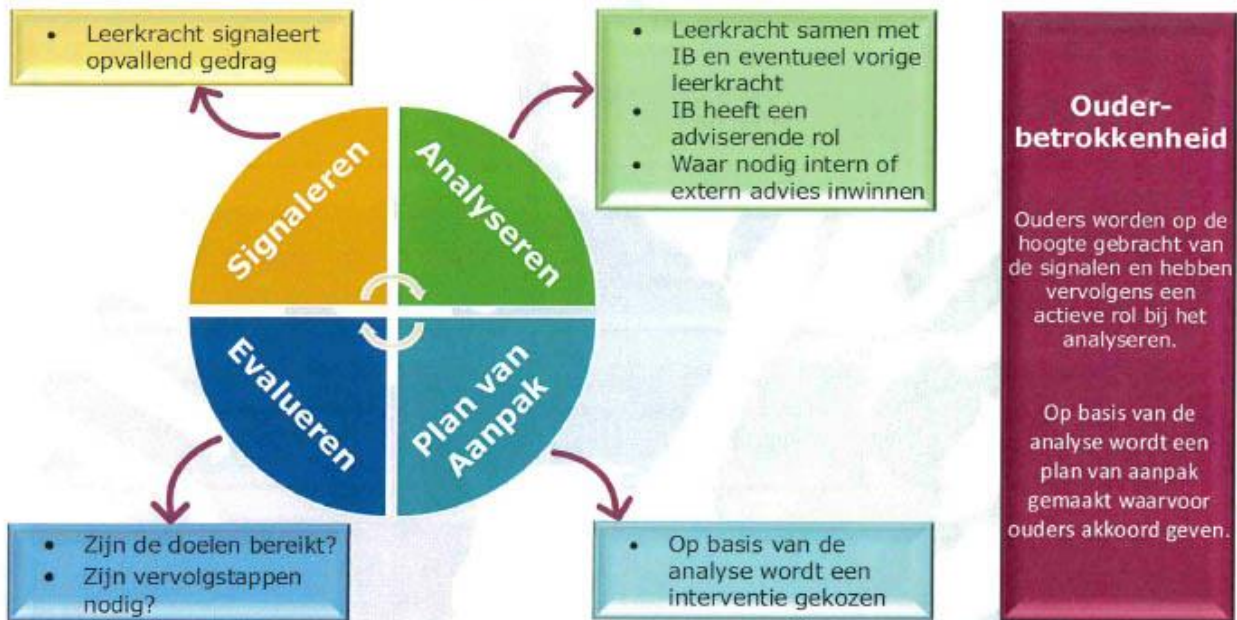 • Leerkracht signaleert
opvallend gedrag
• Leerkracht samen met
IB en eventueel vorige
leerkracht
• IB heeft een
adviserende rol
• Waar nodig intern of
extern advies inwinnen
Signaleren
Analyseren
Evalueren
Plan van
Aanpak
• Zijn de doelen bereikt?
• Zijn vervolgstappen
nodig?
• Op basis van de
analyse wordt een
interventie gekozen
Ouder-
betrokkenheid
Ouders worden op de
hoogte gebracht van
de signalen en hebben
vervolgens een
actieve rol bij het
analyseren.
Op basis van de
analyse wordt een
plan van aanpak
gemaakt waarvoor
ouders akkoord geven.